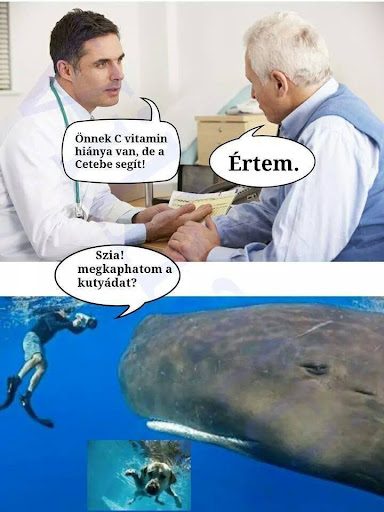 Önnek C vitamin
hiánya van, de a
Cetebe segít!
Értem.
Szia!
megkaphatom a
kutyádat?